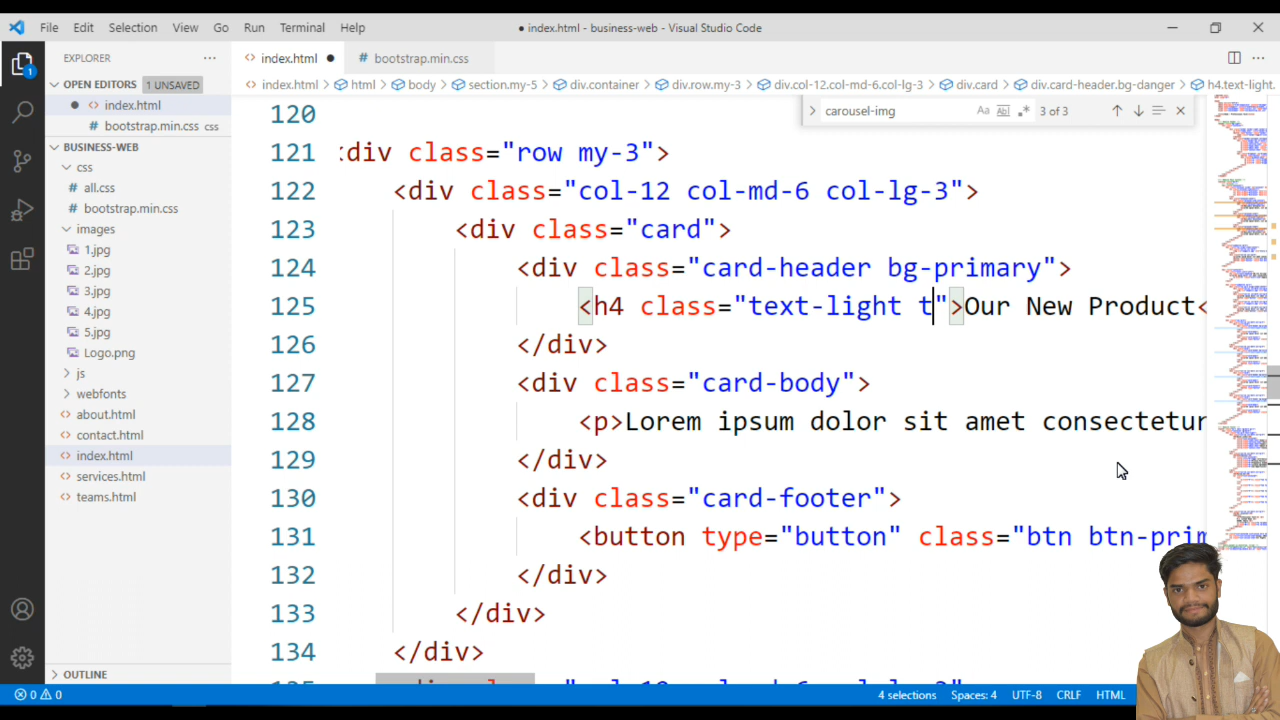 File Edit Selection View Go Run Terminal Help
● index.html - business-web - Visual Studio Code
EXPLORER ···
index.html ●
bootstrap.min.css
OPEN EDITORS 1 UNSAVED
index.html > html > body > section.my-5 > div.container > div.row.my-3 > div.col-12.col-md-6.col-lg-3 > div.card > div.card-header.bg-danger > h4.text-light.
● index.html
bootstrap.min.css css
BUSINESS-WEB
css
all.css
bootstrap.min.css
images
1.jpg
2.jpg
3.jpg
4.jpg
5.jpg
Logo.png
js
webfonts
about.html
contact.html
index.html
services.html
teams.html
OUTLINE
carousel-img Aa Abl .* 3 of 3
120
121 <div class="row my-3">
122 <div class="col-12 col-md-6 col-lg-3">
123 <div class="card">
124 <div class="card-header bg-primary">
125 <h4 class="text-light t">Our New Product<
126 </div>
127 <div class="card-body">
128 <p>Lorem ipsum dolor sit amet consectetur
129 </div>
130 <div class="card-footer">
131 <button type="button" class="btn btn-prim
132 </div>
133 </div>
134 </div>
0 0
4 selections Spaces: 4 UTF-8 CRLF HTML